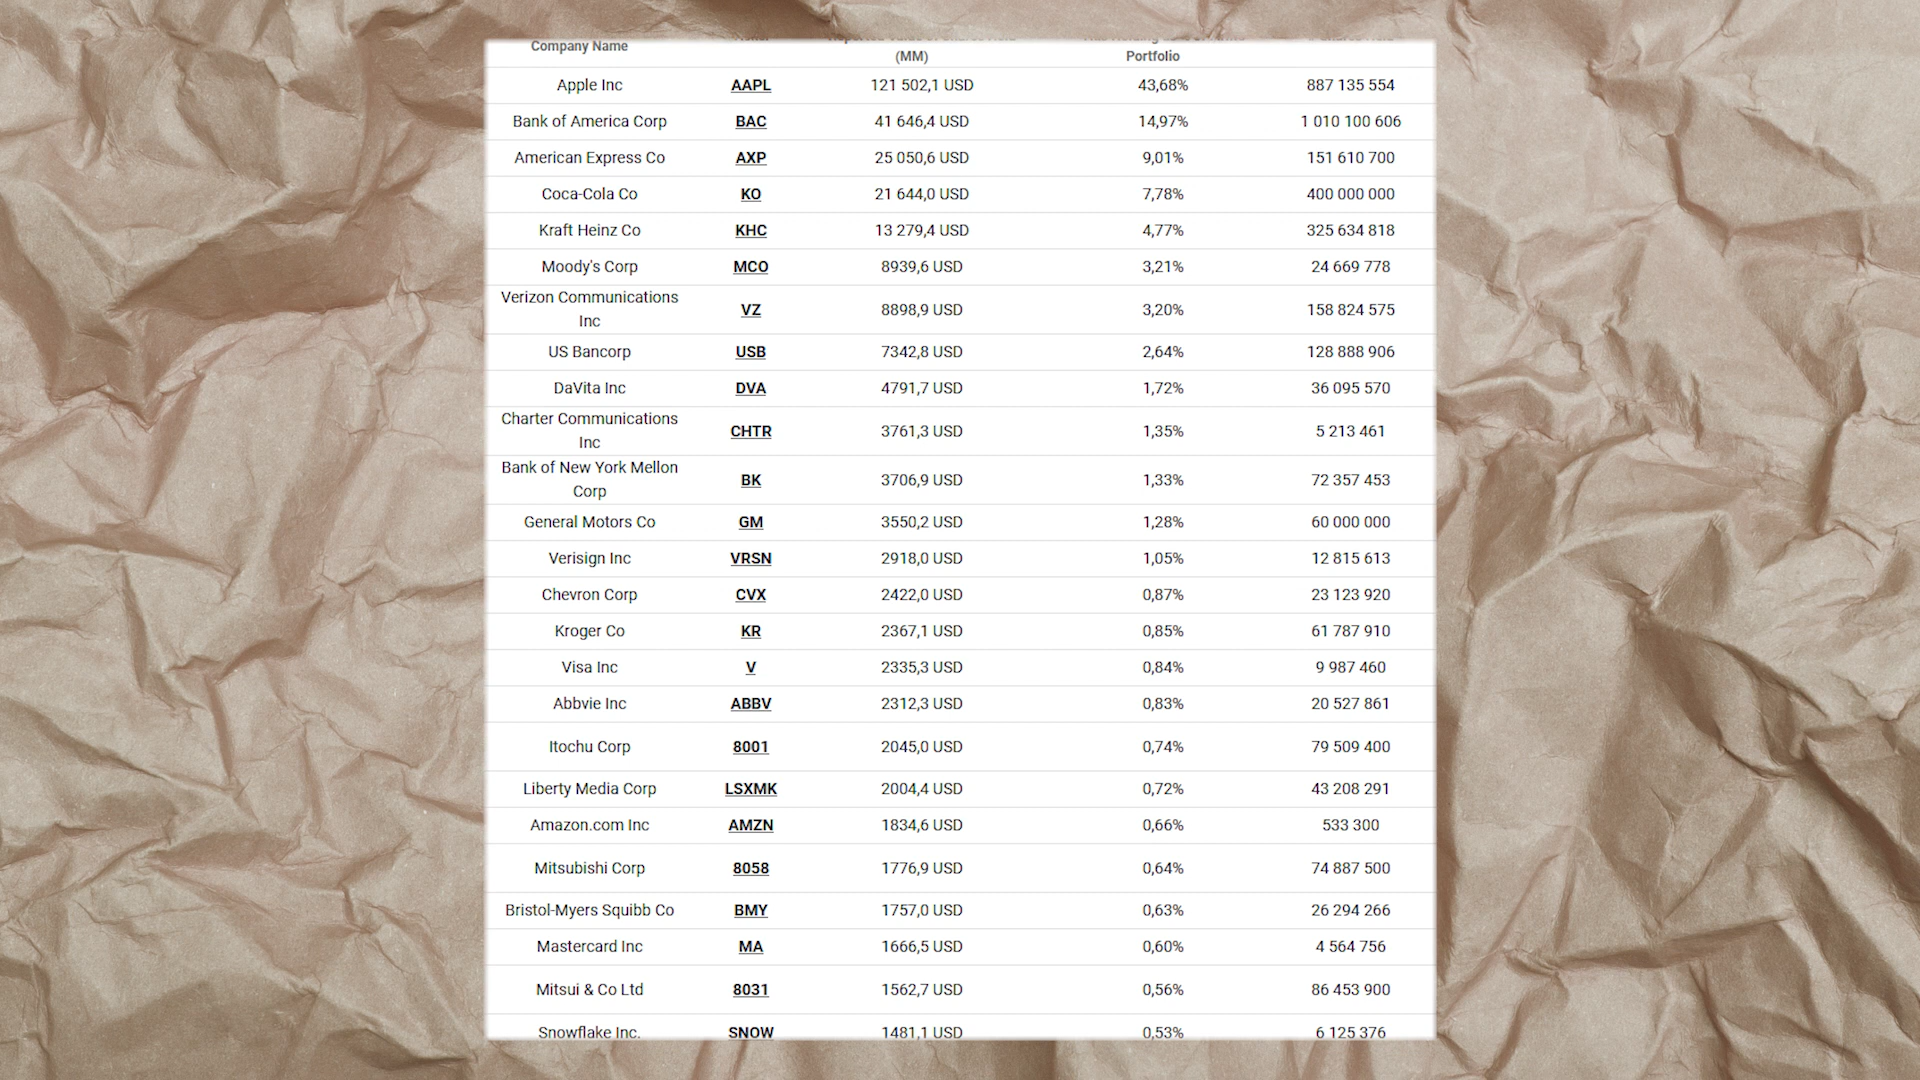 Company Name
(MM)
Portfolio
Apple Inc AAPL 121 502,1 USD 43,68% 887 135 554
Bank of America Corp BAC 41 646,4 USD 14,97% 1 010 100 606
American Express Co AXP 25 050,6 USD 9,01% 151 610 700
Coca-Cola Co KO 21 644,0 USD 7,78% 400 000 000
Kraft Heinz Co KHC 13 279,4 USD 4,77% 325 634 818
Moody's Corp MCO 8939,6 USD 3,21% 24 669 778
Verizon Communications
Inc VZ 8898,9 USD 3,20% 158 824 575
US Bancorp USB 7342,8 USD 2,64% 128 888 906
DaVita Inc DVA 4791,7 USD 1,72% 36 095 570
Charter Communications
Inc CHTR 3761,3 USD 1,35% 5 213 461
Bank of New York Mellon
Corp BK 3706,9 USD 1,33% 72 357 453
General Motors Co GM 3550,2 USD 1,28% 60 000 000
Verisign Inc VRSN 2918,0 USD 1,05% 12 815 613
Chevron Corp CVX 2422,0 USD 0,87% 23 123 920
Kroger Co KR 2367,1 USD 0,85% 61 787 910
Visa Inc V 2335,3 USD 0,84% 9 987 460
Abbvie Inc ABBV 2312,3 USD 0,83% 20 527 861
Itochu Corp 8001 2045,0 USD 0,74% 79 509 400
Liberty Media Corp LSXMK 2004,4 USD 0,72% 43 208 291
Amazon.com Inc AMZN 1834,6 USD 0,66% 533 300
Mitsubishi Corp 8058 1776,9 USD 0,64% 74 887 500
Bristol-Myers Squibb Co BMY 1757,0 USD 0,63% 26 294 266
Mastercard Inc MA 1666,5 USD 0,60% 4 564 756
Mitsui & Co Ltd 8031 1562,7 USD 0,56% 86 453 900
Snowflake Inc. SNOW 1481,1 USD 0,53% 6 125 376